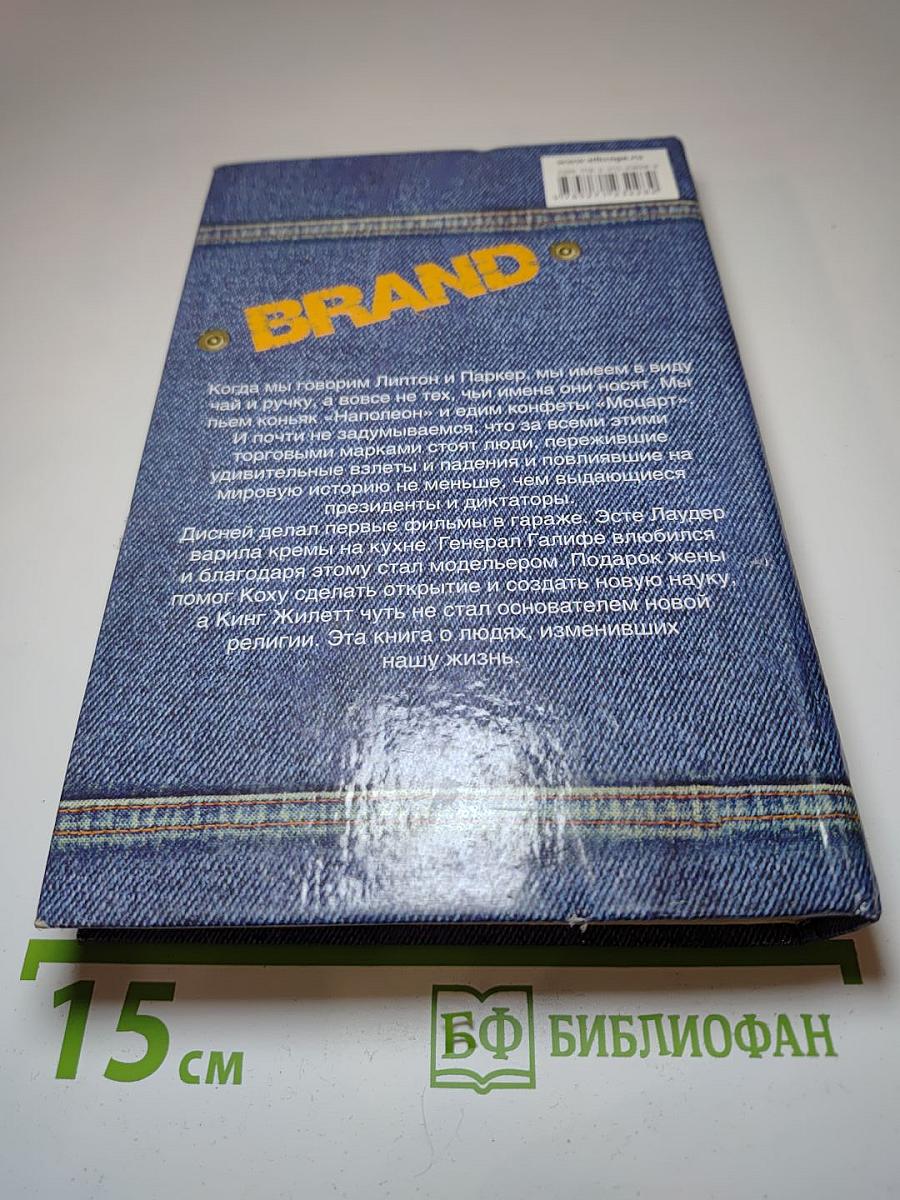 BRAND
Когда мы говорим Липтон и Паркер, мы имеем в виду
чай и ручку, а вовсе не тех, чьи имена они носят. Мы
пьем коньяк «Наполеон» и едим конфеты «Моцарт».
И почти не задумываемся, что за всеми этими
торговыми марками стоят люди, пережившие
удивительные взлеты и падения и повлиявшие на
мировую историю не меньше, чем выдающиеся
президенты и диктаторы.
Дисней делал первые фильмы в гараже. Эсте Лаудер
варила кремы на кухне. Генерал Галифе влюбился
и благодаря этому стал модельером. Подарок жены
помог Коху сделать открытие и создать новую науку,
а Кинг Жилетт чуть не стал основателем новой
религии. Эта книга о людях, изменивших
нашу жизнь.
15 см
БФ БИБЛИОФАН